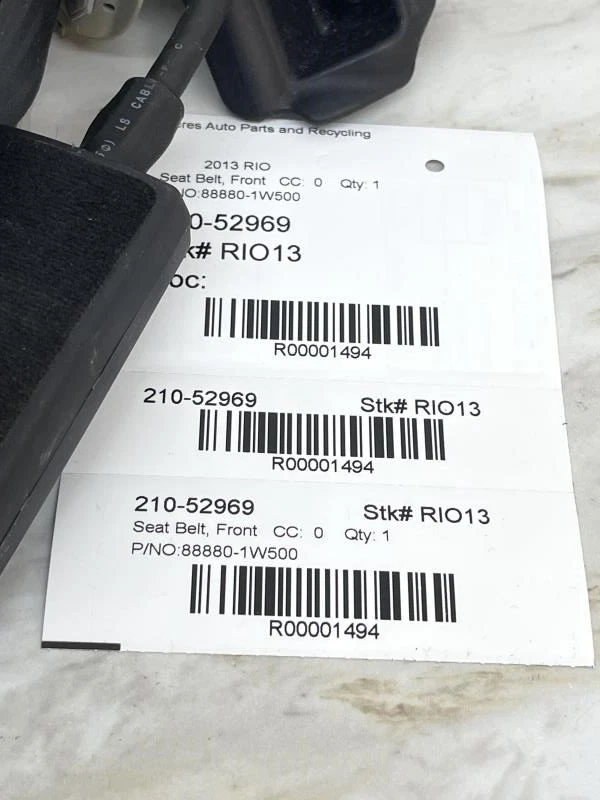 LS CABLE
cres Auto Parts and Recycling
2013 RIO
Seat Belt, Front CC: 0 Qty: 1
P/NO:88880-1W500
0-52969
k# RIO13
oc:
R00001494
210-52969 Stk# RIO13
R00001494
210-52969 Stk# RIO13
Seat Belt, Front CC: 0 Qty: 1
P/NO:88880-1W500
R00001494